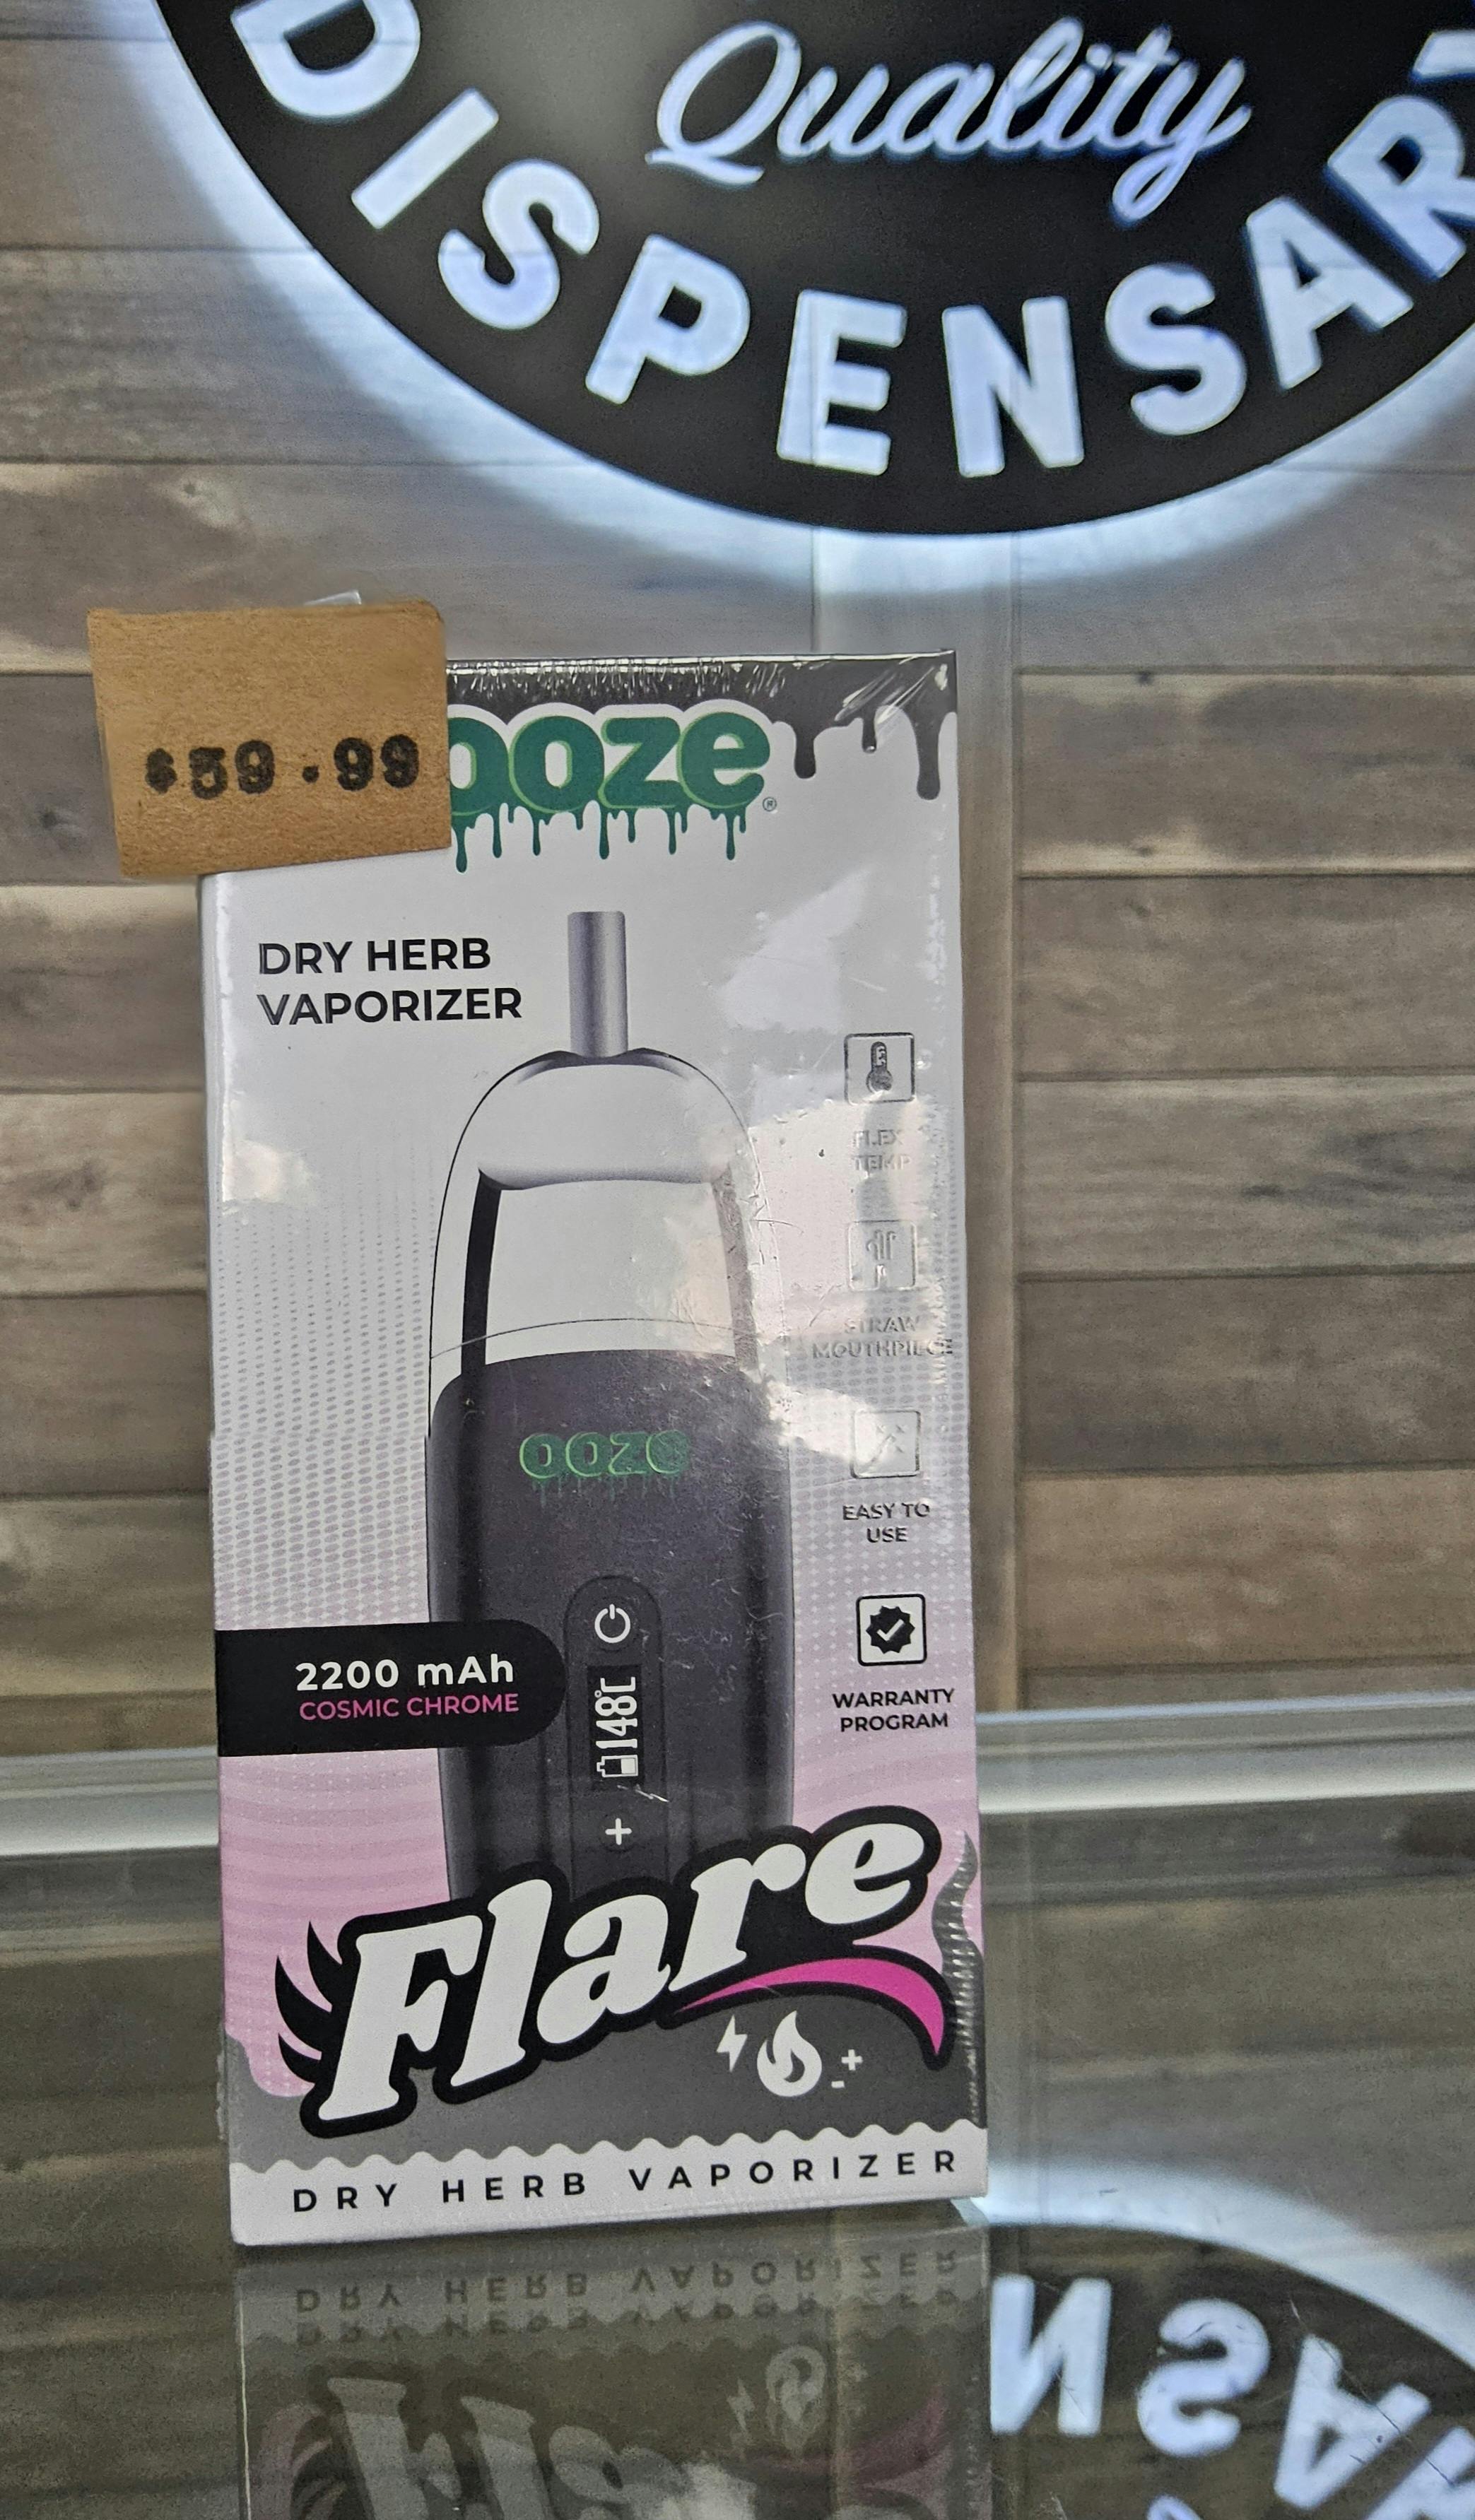 Quality
DISPENSARY
$59.99
ooze®
DRY HERB
VAPORIZER
FLEX
TEMP
STRAW
MOUTHPIECE
ooze
EASY TO
USE
2200 mAh
COSMIC CHROME
148°C
+
WARRANTY
PROGRAM
Flare
DRY HERB VAPORIZER